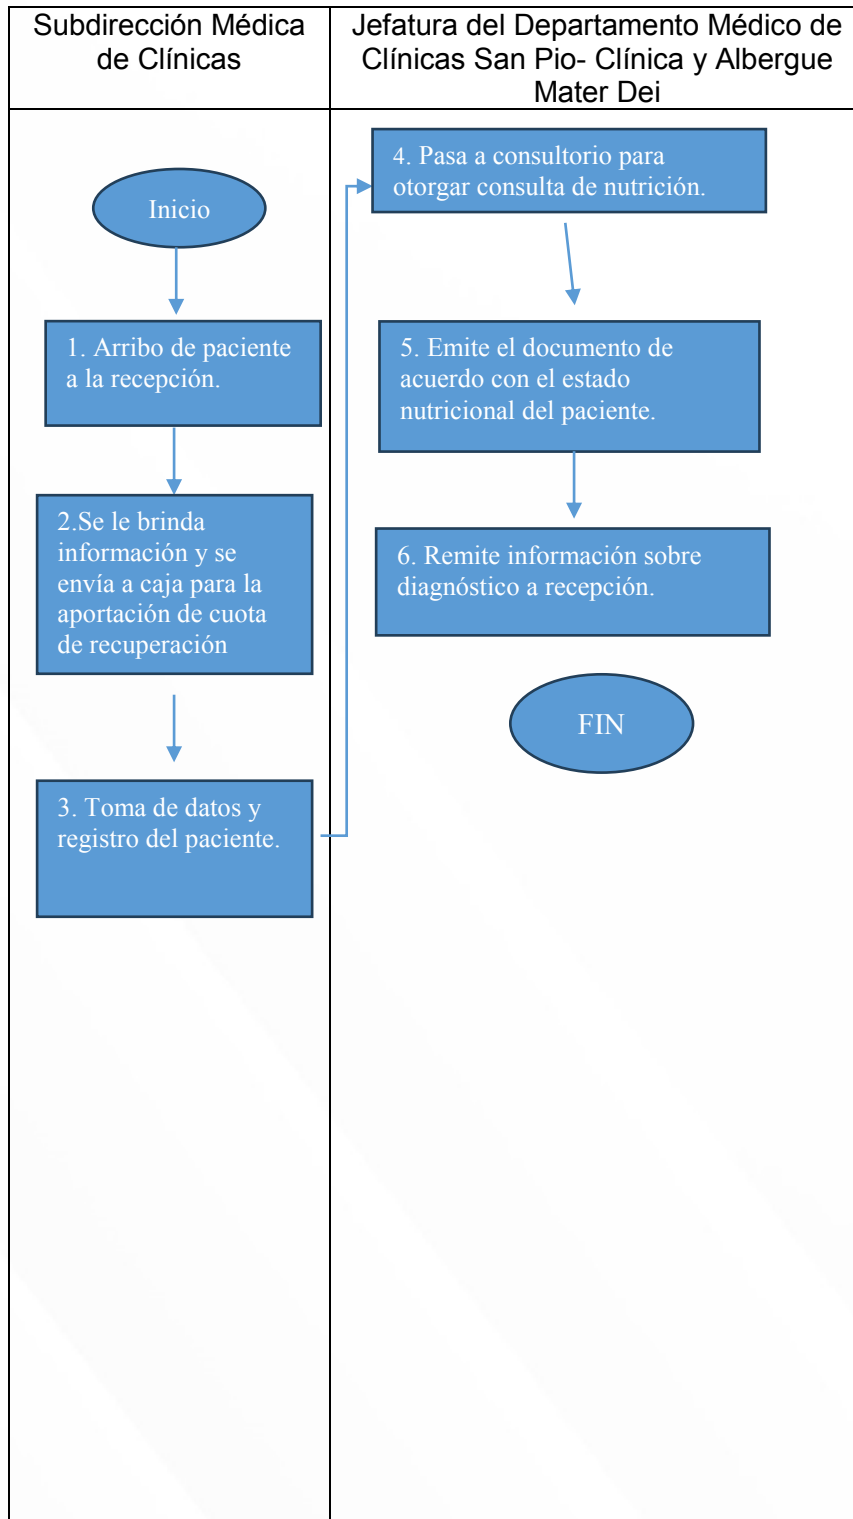 Subdirección Médica
de Clínicas
Jefatura del Departamento Médico de
Clínicas San Pio- Clínica y Albergue
Mater Dei
Inicio
1. Arribo de paciente
a la recepción.
2.Se le brinda
información y se
envía a caja para la
aportación de cuota
de recuperación
3. Toma de datos y
registro del paciente.
4. Pasa a consultorio para
otorgar consulta de nutrición.
5. Emite el documento de
acuerdo con el estado
nutricional del paciente.
6. Remite información sobre
diagnóstico a recepción.
FIN